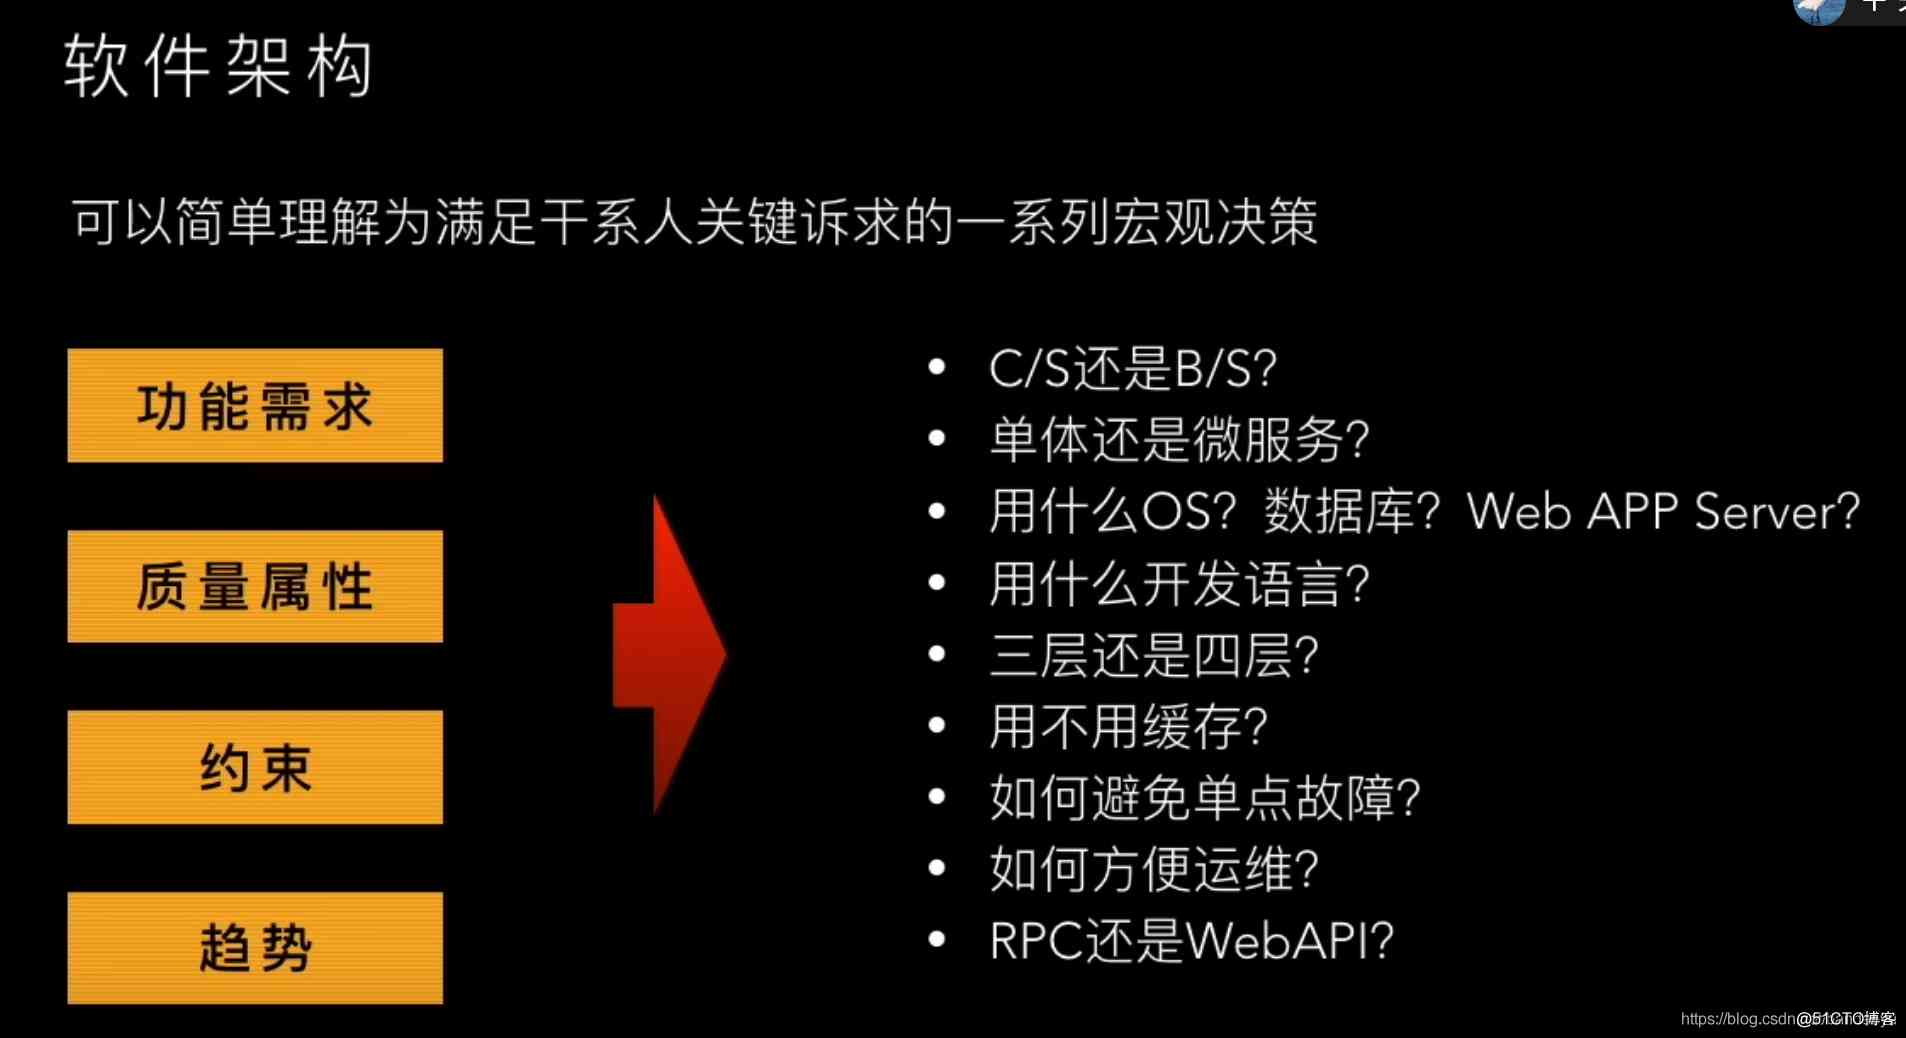 软件架构
可以简单理解为满足干系人关键诉求的一系列宏观决策
功能需求
质量属性
约束
趋势
C/S还是B/S?
单体还是微服务?
用什么OS? 数据库? Web APP Server?
用什么开发语言?
三层还是四层?
用不用缓存?
如何避免单点故障?
如何方便运维?
RPC还是WebAPI?
https://blog.csdn
@51CTO博客